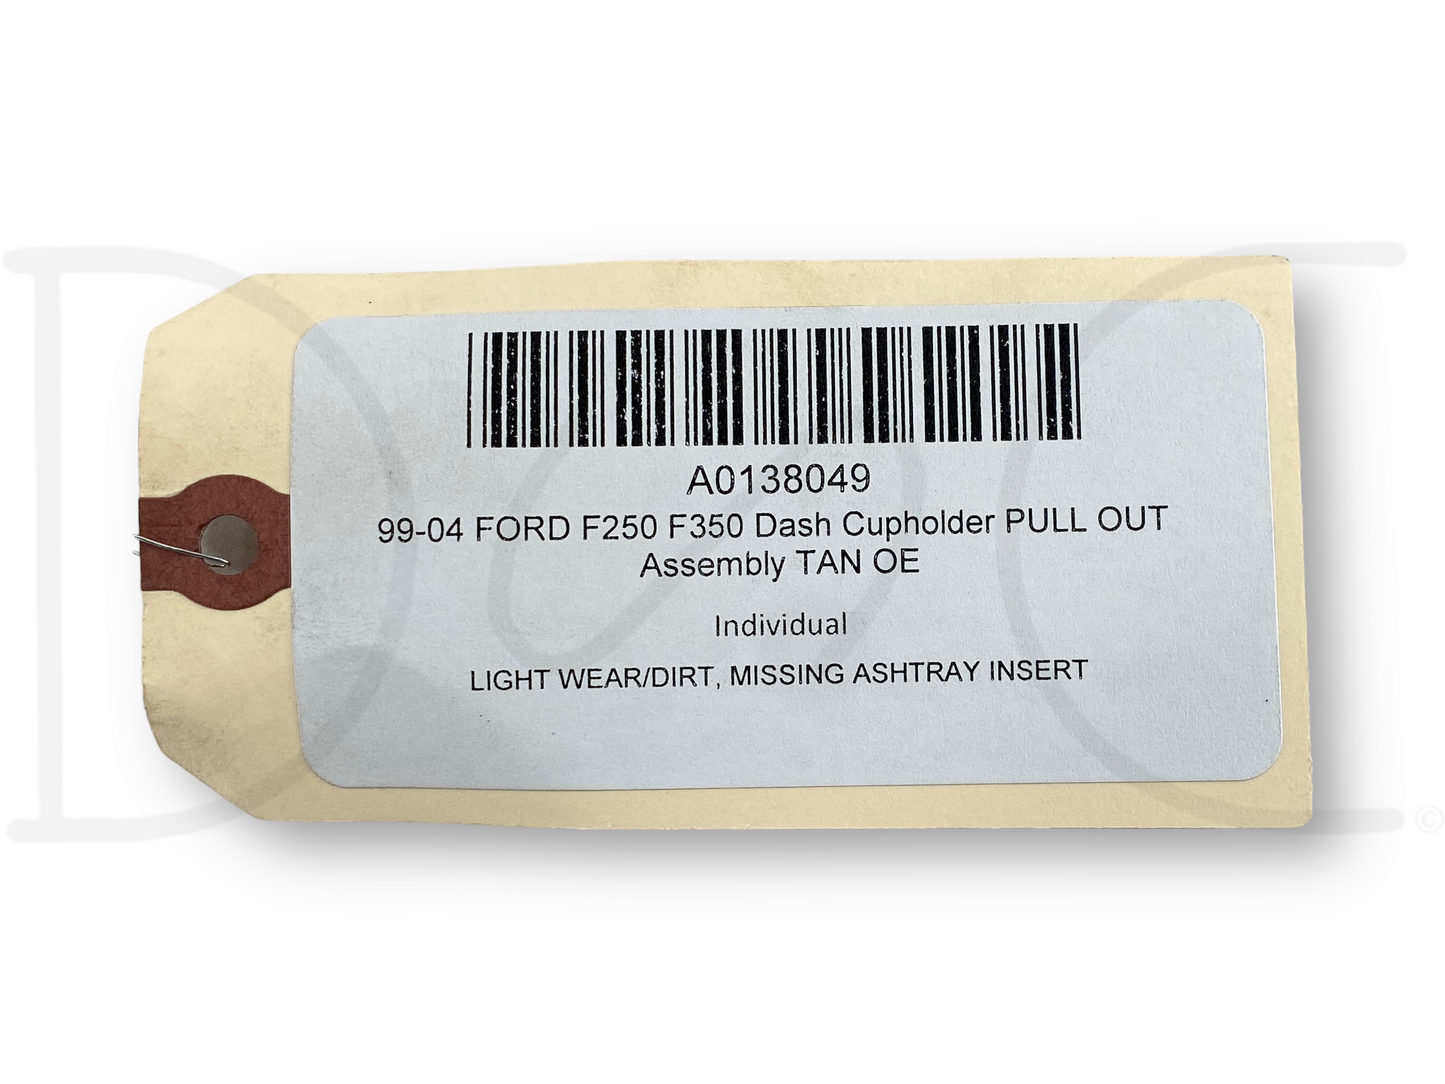 A0138049
99-04 FORD F250 F350 Dash Cupholder PULL OUT
Assembly TAN OE
Individual
LIGHT WEAR/DIRT, MISSING ASHTRAY INSERT
D C
©